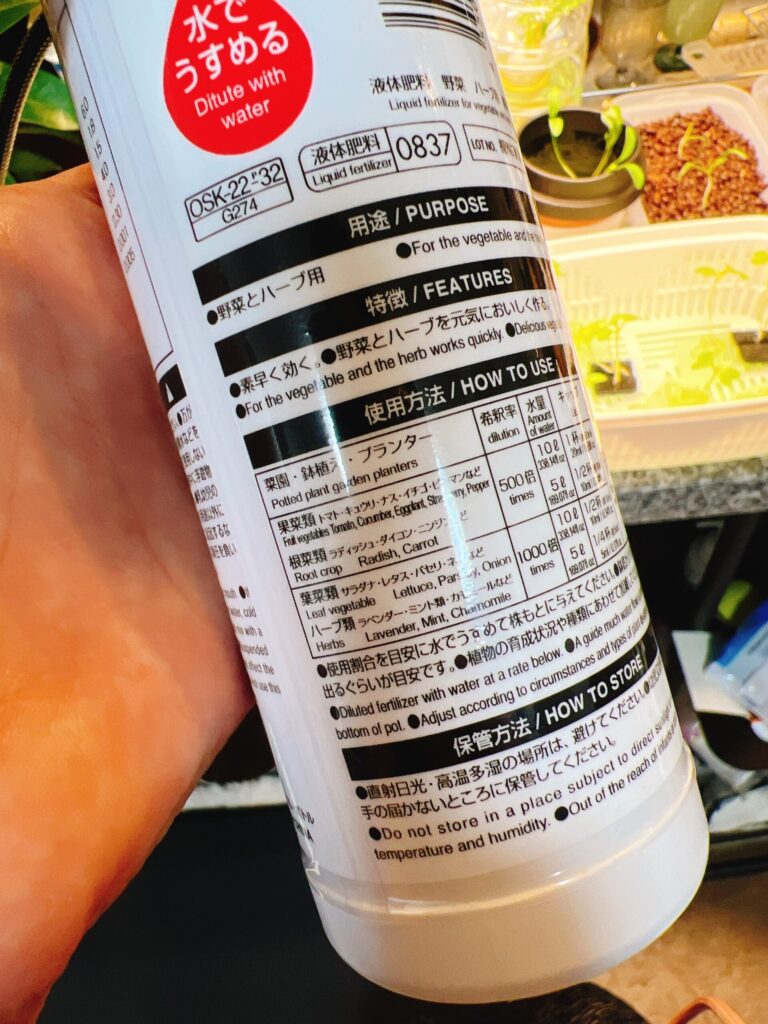 水で
うすめる
Ditute with
water
液体肥料 野菜
Liquid fertilizer for vegetable
OSK-22-32
G274
液体肥料
Liquid fertilizer
0837
LOT NO.
用途 / PURPOSE
●野菜とハーブ用
●For the vegetable and
特徴 / FEATURES
●素早く効く。●野菜とハーブを元気においしく作る
●For the vegetable and the herb works quickly. ●Delicous
使用方法 / HOW TO USE
菜園・鉢植え・プランター
Potted plant garden planters
希釈率
dilution
水量
Amount
of water
果菜類 トマト・キュウリ・ナス・イチゴ・ピーマンなど
Fruit vegetables Tomato, Cucumber, Eggplant, Strawberry, Pepper
根菜類 ラディッシュ・ダイコン・ニンジンなど
Root crop Radish, Carrot
500倍
times
10ℓ
5ℓ
葉菜類 サラダナ・レタス・パセリ・ネギなど
Leaf vegetable Lettuce, Parsley, Onion
ハーブ類 ラベンダー・ミント類・カモミールなど
Herbs Lavender, Mint, Chamomile
1000倍
times
10ℓ
5ℓ
●使用割合を目安に水でうすめて株もとに与えてください。
出るぐらいが目安です。●植物の育成状況や種類にあわせて加減
●Diluted fertilizer with water at a rate below. ●A guide much water
bottom of pot. ●Adjust according to circumstances and types of
保管方法 / HOW TO STORE
●直射日光・高温多湿の場所は、避けてください。
手の届かないところに保管してください。
●Do not store in a place subject to direct
temperature and humidity. ●Out of the reach of